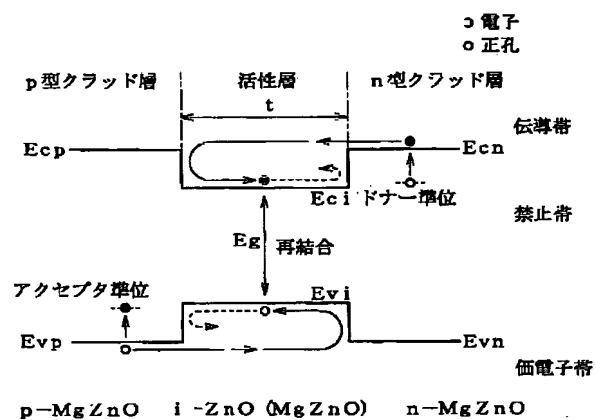 電子
正孔
p型クラッド層 活性層 n型クラッド層
t
伝導帯
Ecp Ecn
Eci ドナー準位
禁止帯
Eg 再結合
アクセプタ準位 Evi
Evp Evn
価電子帯
p-MgZnO i-ZnO (MgZnO) n-MgZnO